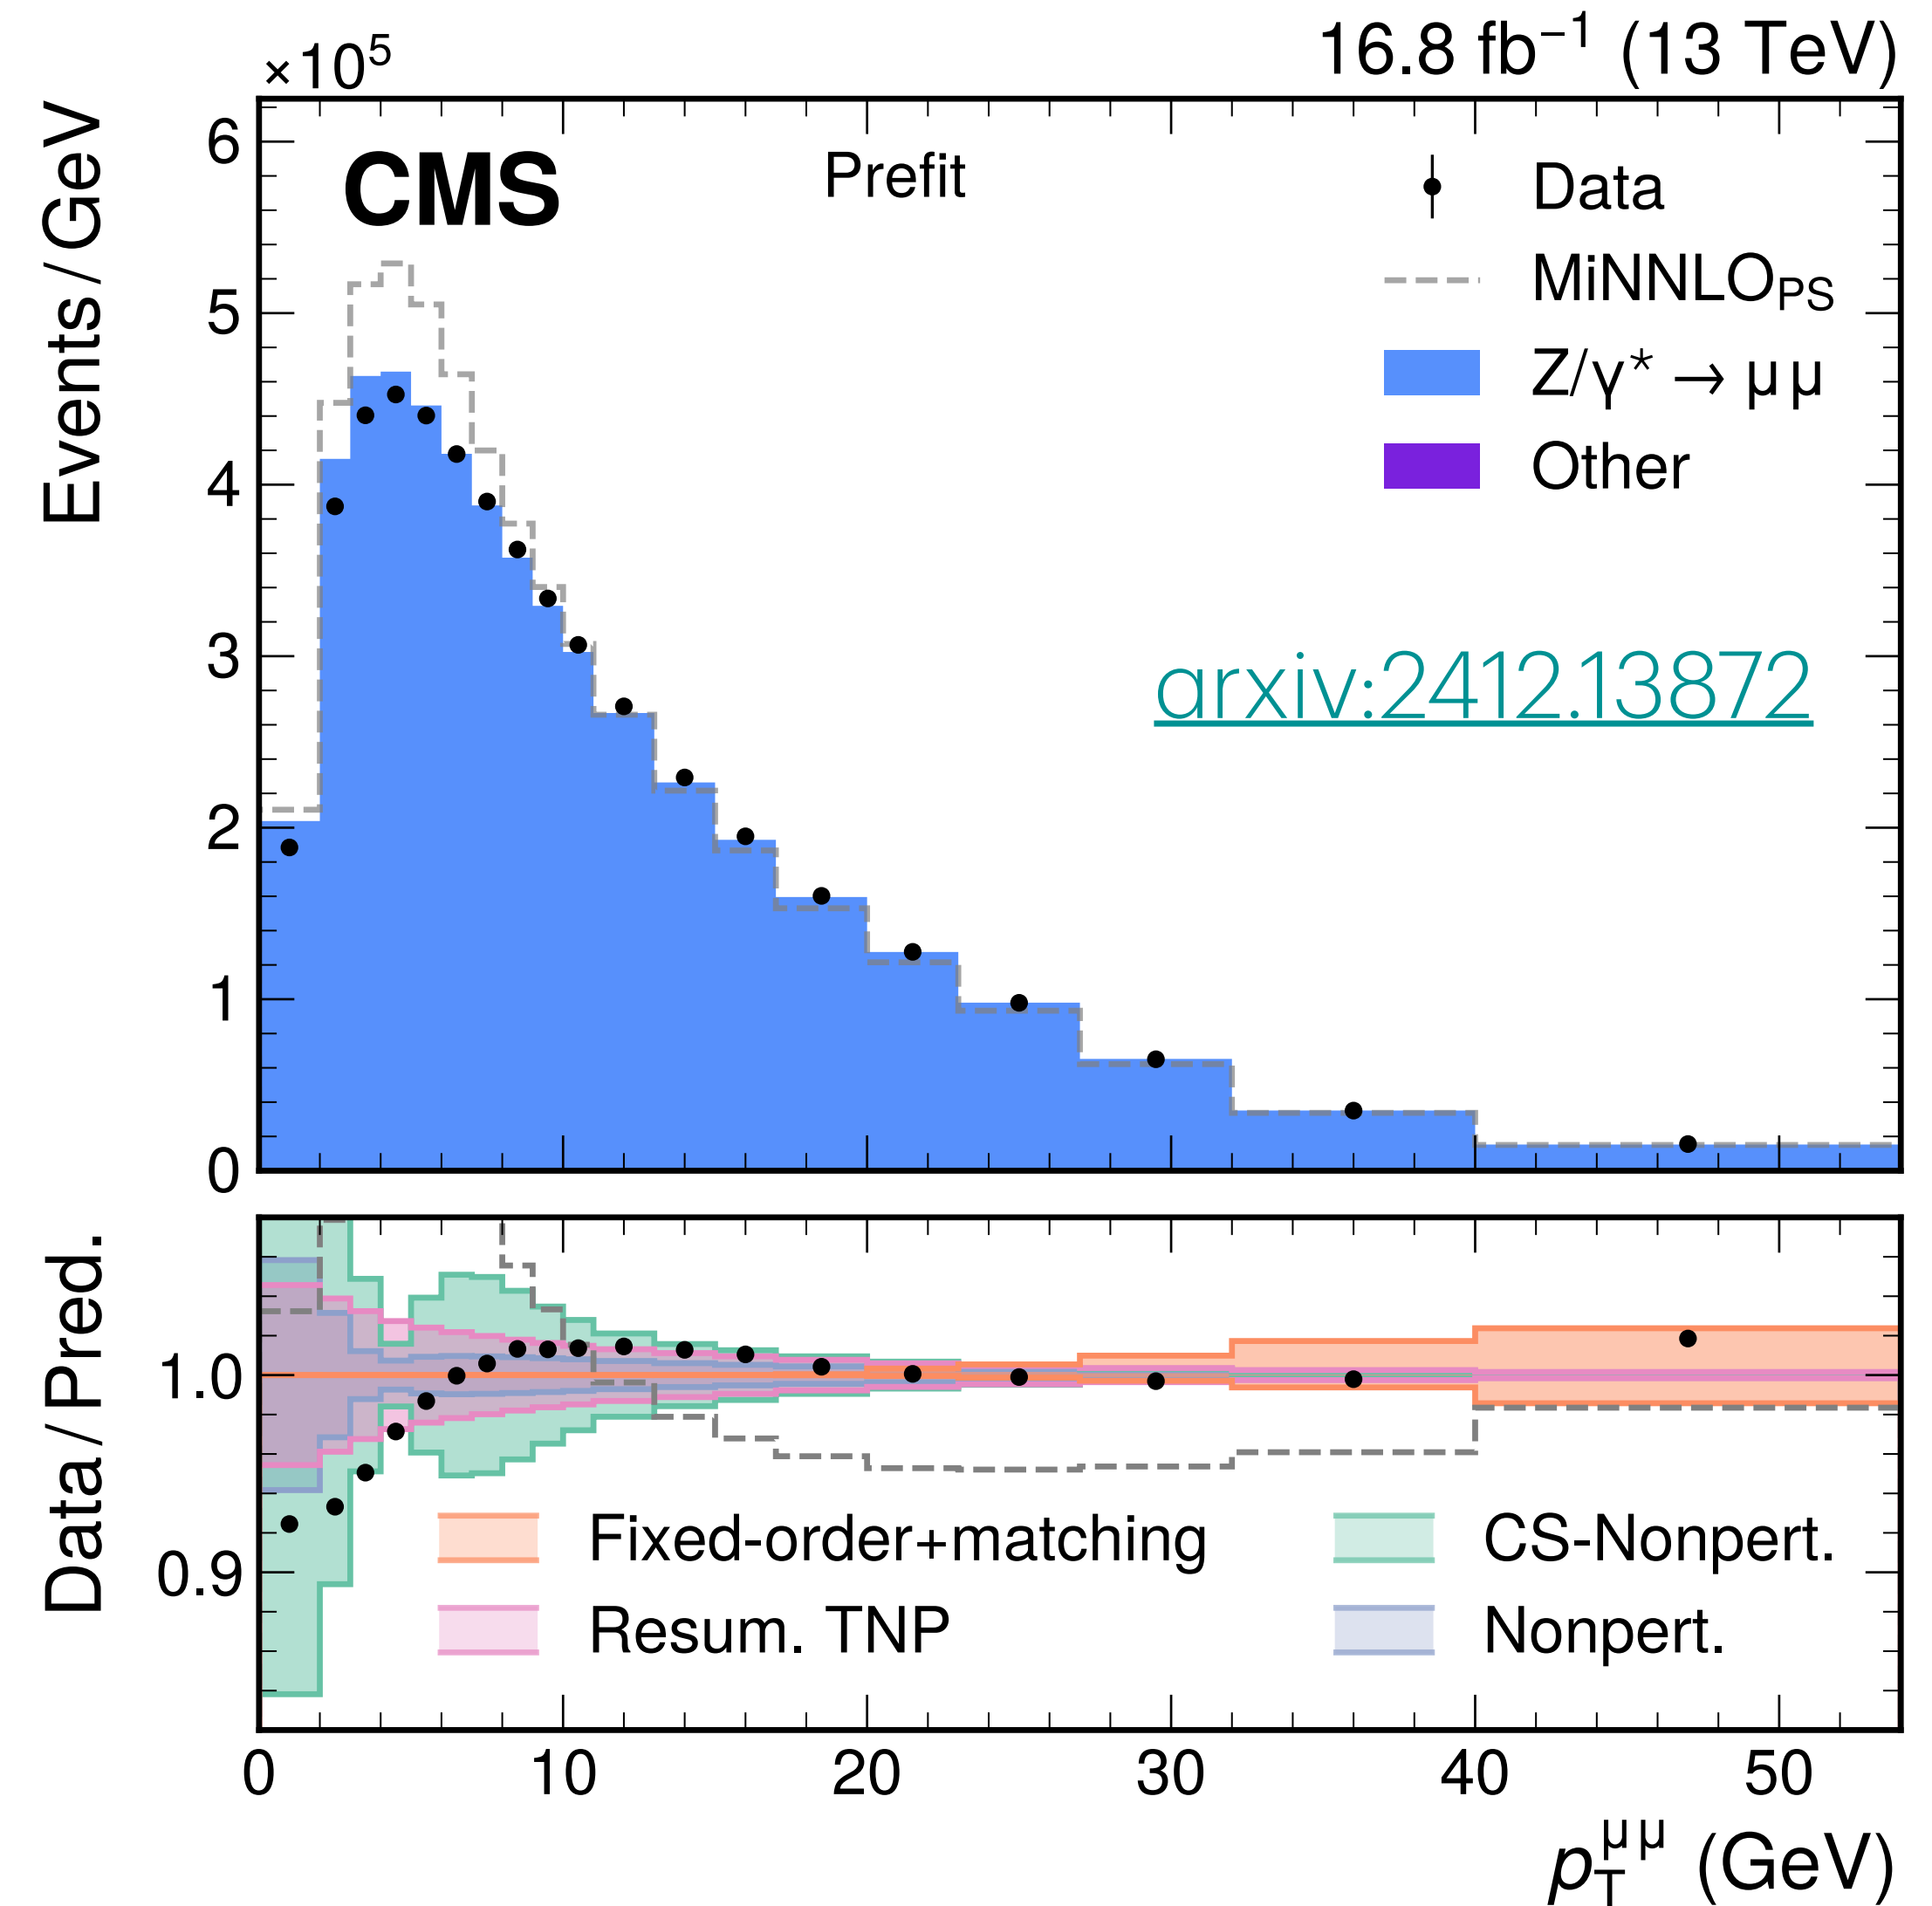 ×10⁵
16.8 fb⁻¹ (13 TeV)
Events / GeV
6
5
4
3
2
1
0
CMS
Prefit
Data
MiNNLO_PS
Z/γ* → μμ
Other
arxiv:2412.13872
Data / Pred.
1.0
0.9
Fixed-order+matching
CS-Nonpert.
Resum. TNP
Nonpert.
0 10 20 30 40 50
p_T^μμ (GeV)